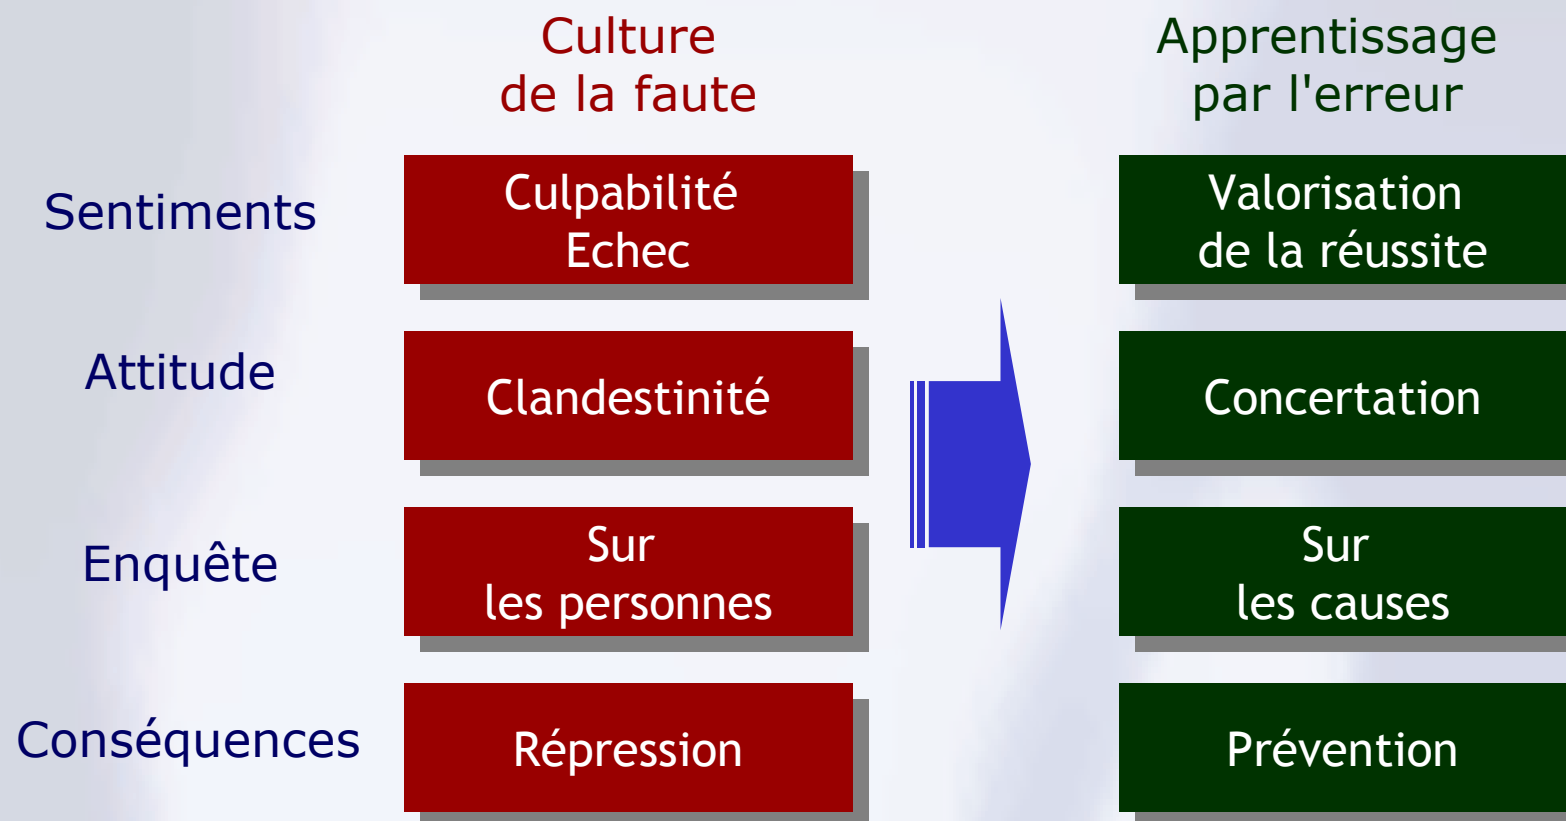 Culture
de la faute
Apprentissage
par l'erreur
Sentiments
Culpabilité
Echec
Valorisation
de la réussite
Attitude
Clandestinité
Concertation
Enquête
Sur
les personnes
Sur
les causes
Conséquences
Répression
Prévention